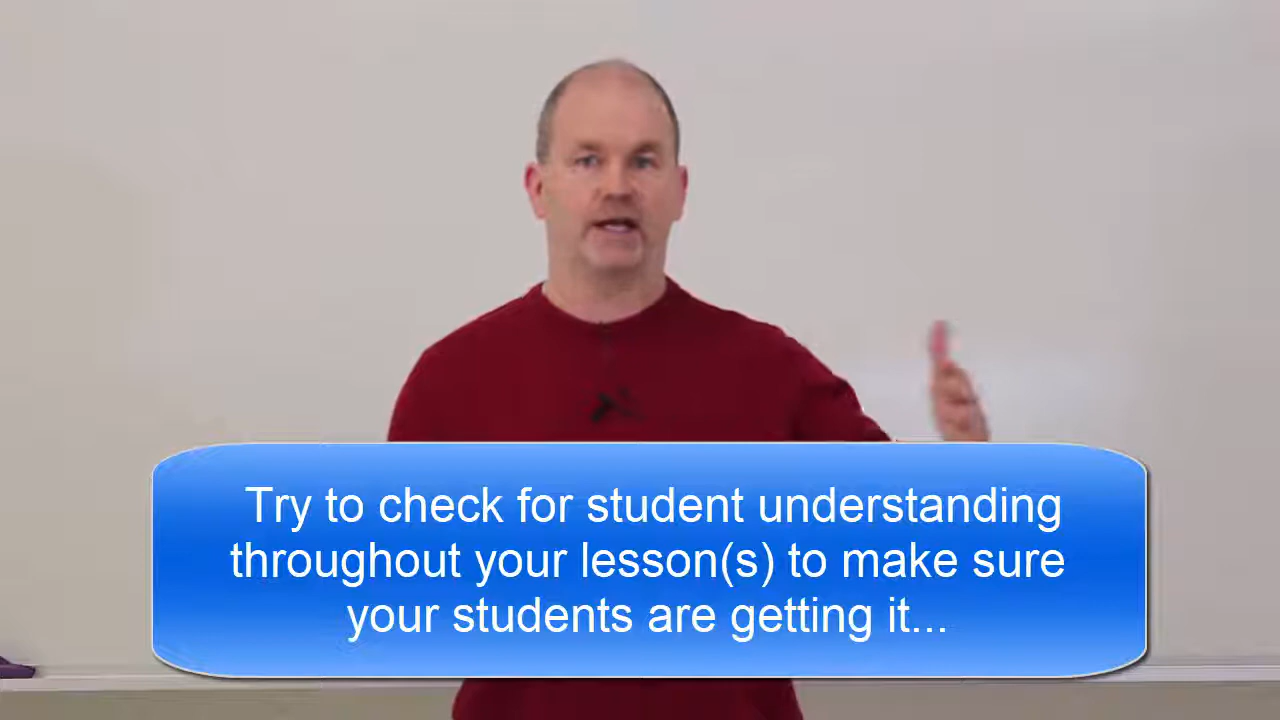 Try to check for student understanding
throughout your lesson(s) to make sure
your students are getting it...